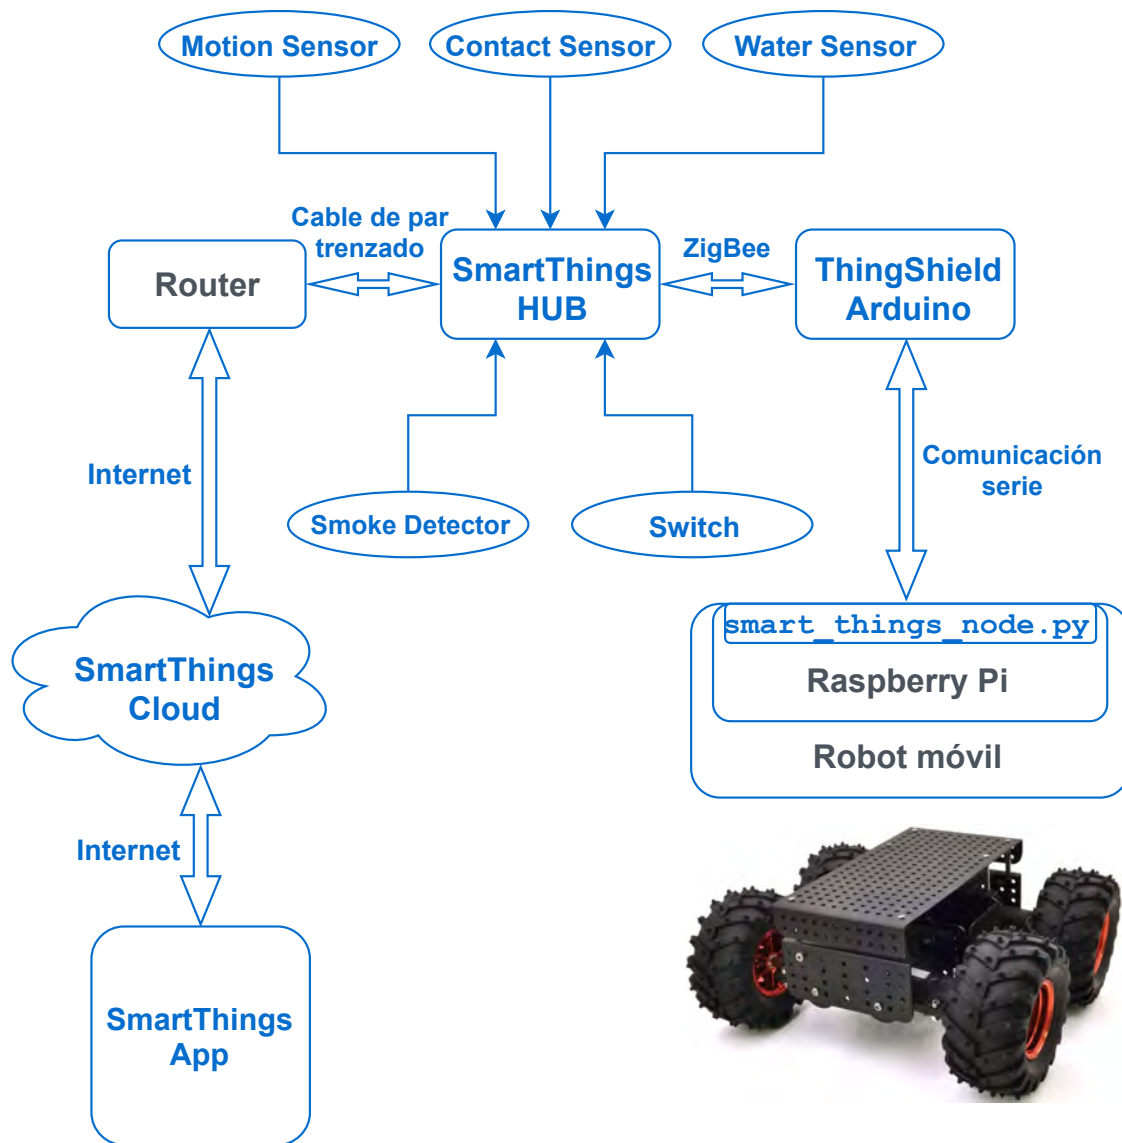 Motion Sensor
Contact Sensor
Water Sensor
Cable de par
trenzado
ZigBee
Router
SmartThings
HUB
ThingShield
Arduino
Internet
Comunicación
serie
Smoke Detector
Switch
smart_things_node.py
Raspberry Pi
Robot móvil
SmartThings
Cloud
Internet
SmartThings
App